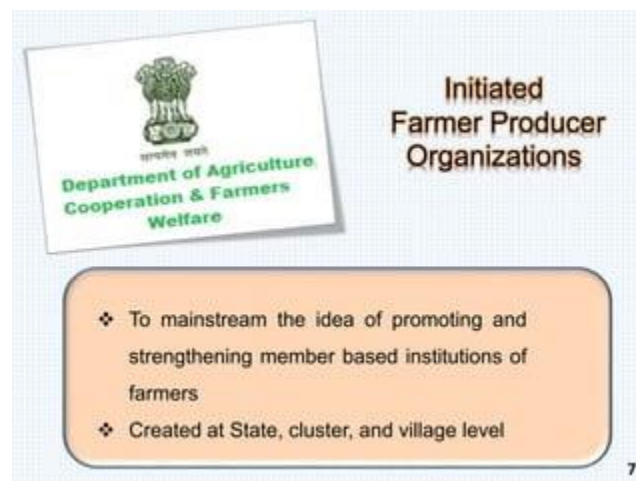 सत्यमेव जयते
Department of Agriculture
Cooperation & Farmers
Welfare
Initiated
Farmer Producer
Organizations
❖ To mainstream the idea of promoting and
strengthening member based institutions of
farmers
❖ Created at State, cluster, and village level
7